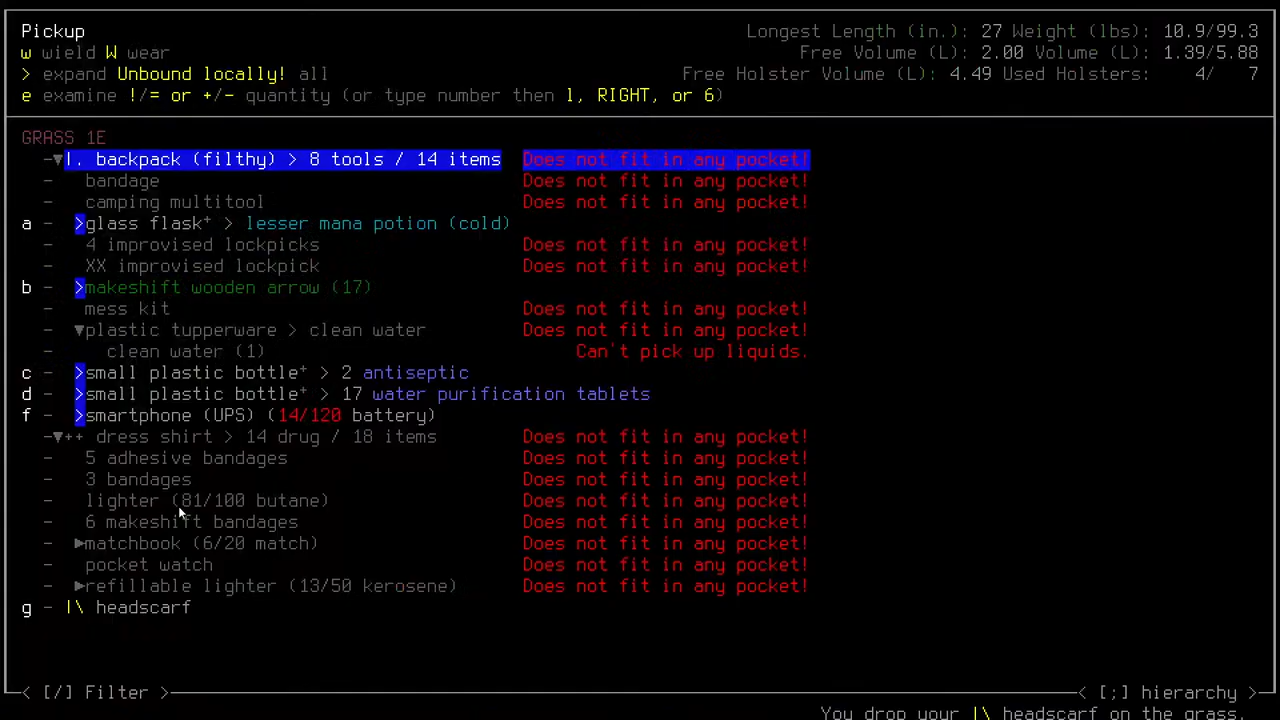 Pickup Longest Length (in.): 27 Weight (lbs): 10.9/99.3
w wield W wear Free Volume (L): 2.00 Volume (L): 1.39/5.88
> expand Unbound locally! all Free Holster Volume (L): 4.49 Used Holsters: 4/ 7
e examine !/= or +/- quantity (or type number then l, RIGHT, or 6)
GRASS 1E
-▼|. backpack (filthy) > 8 tools / 14 items Does not fit in any pocket!
- bandage Does not fit in any pocket!
- camping multitool Does not fit in any pocket!
a - >glass flask⁺ > lesser mana potion (cold)
- 4 improvised lockpicks Does not fit in any pocket!
- XX improvised lockpick Does not fit in any pocket!
b - >makeshift wooden arrow (17)
- mess kit Does not fit in any pocket!
- ▼plastic tupperware > clean water Does not fit in any pocket!
- clean water (1) Can't pick up liquids.
c - >small plastic bottle⁺ > 2 antiseptic
d - >small plastic bottle⁺ > 17 water purification tablets
f - >smartphone (UPS) (14/120 battery)
-▼++ dress shirt > 14 drug / 18 items Does not fit in any pocket!
- 5 adhesive bandages Does not fit in any pocket!
- 3 bandages Does not fit in any pocket!
- lighter (81/100 butane) Does not fit in any pocket!
- 6 makeshift bandages Does not fit in any pocket!
- ▶matchbook (6/20 match) Does not fit in any pocket!
- pocket watch Does not fit in any pocket!
- ▶refillable lighter (13/50 kerosene) Does not fit in any pocket!
g - |\ headscarf
< [/] Filter > < [;] hierarchy >
You drop your |\ headscarf on the grass.